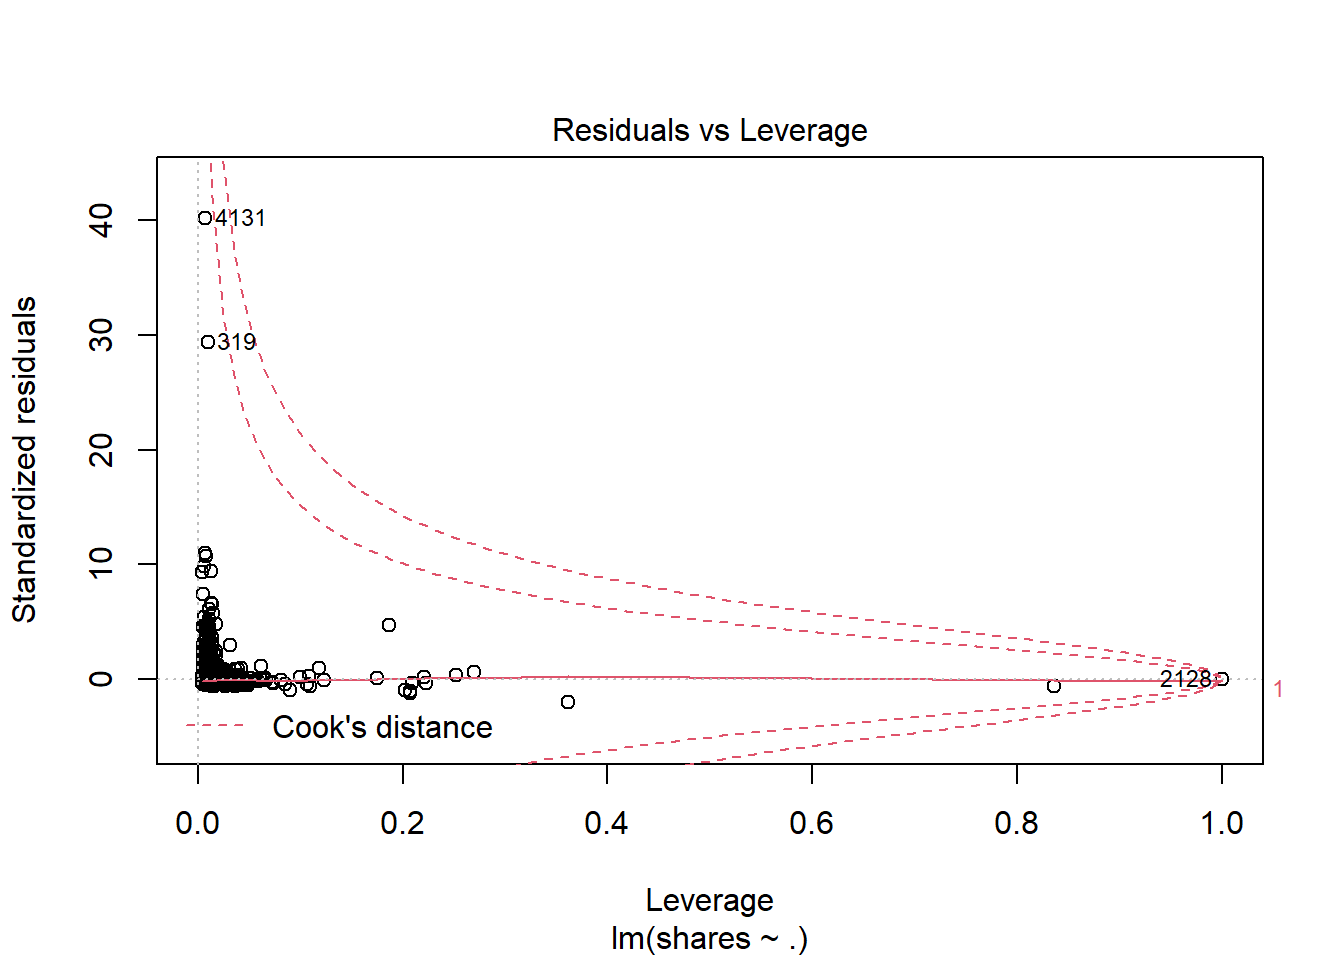 Residuals vs Leverage
Standardized residuals
40
30
20
10
0
4131
319
2128
1
Cook's distance
0.0 0.2 0.4 0.6 0.8 1.0
Leverage
lm(shares ~ .)